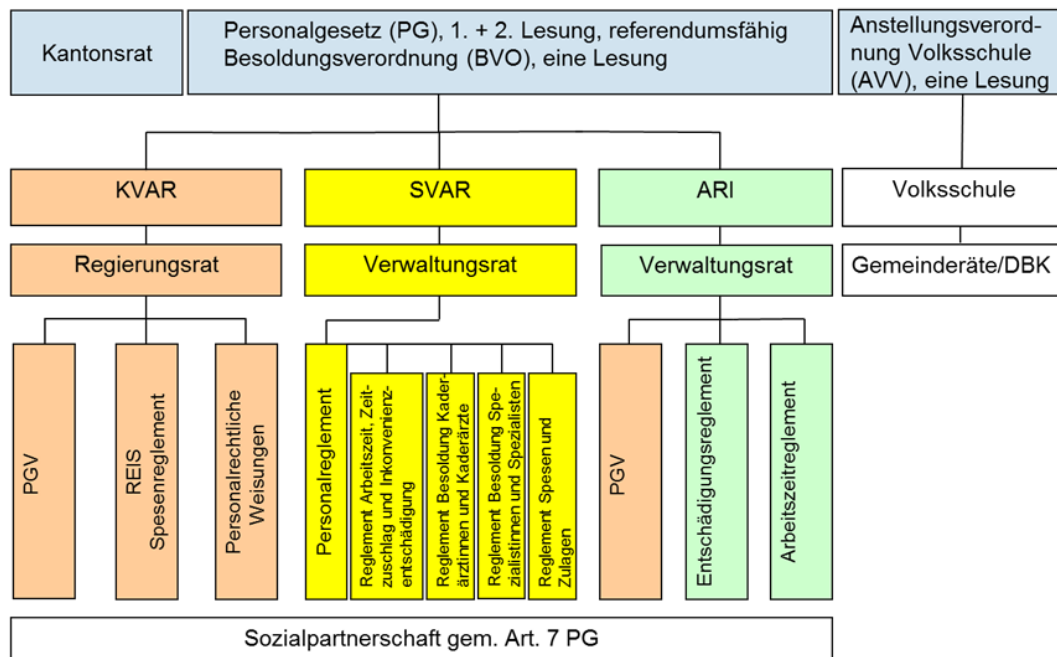 Kantonsrat
Personalgesetz (PG), 1. + 2. Lesung, referendumsfähig
Besoldungsverordnung (BVO), eine Lesung
Anstellungsverord-
nung Volksschule
(AVV), eine Lesung
KVAR
SVAR
ARI
Volksschule
Regierungsrat
Verwaltungsrat
Verwaltungsrat
Gemeinderäte/DBK
PGV
REIS
Spesenreglement
Personalrechtliche
Weisungen
Personalreglement
Reglement Arbeitszeit, Zeit-
zuschlag und Inkonvenienz-
entschädigung
Reglement Besoldung Kader-
ärztinnen und Kaderärzte
Reglement Besoldung Spe-
zialistinnen und Spezialisten
Reglement Spesen und
Zulagen
PGV
Entschädigungsreglement
Arbeitszeitreglement
Sozialpartnerschaft gem. Art. 7 PG